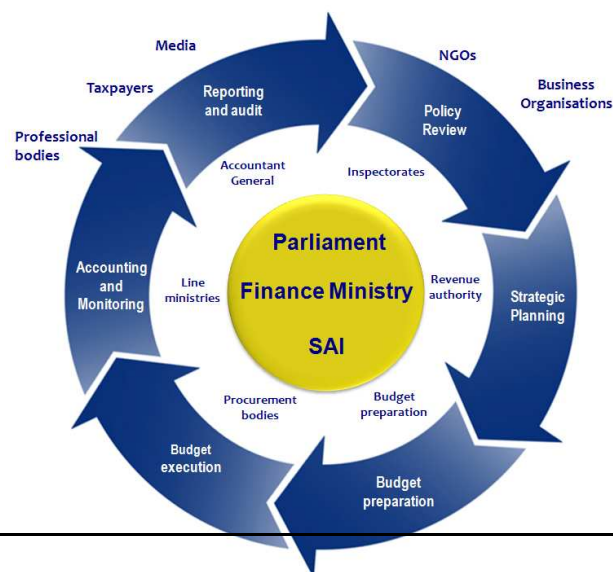 Media
NGOs
Taxpayers
Business
Organisations
Professional
bodies
Reporting
and audit
Policy
Review
Strategic
Planning
Budget
preparation
Budget
execution
Accounting
and
Monitoring
Accountant
General
Inspectorates
Revenue
authority
Budget
preparation
Procurement
bodies
Line
ministries
Parliament
Finance Ministry
SAI